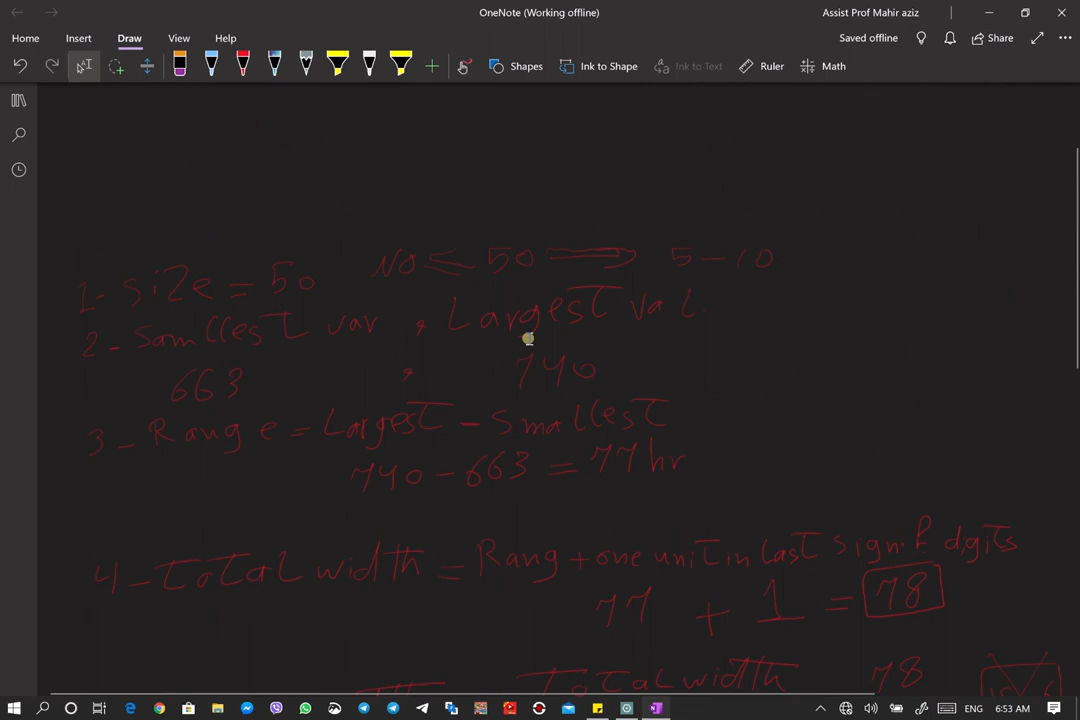 OneNote (Working offline)
Assist Prof Mahir aziz
Home Insert Draw View Help
Saved offline Share
Shapes Ink to Shape Ink to Text Ruler Math
1- SiZe = 50 No <= 50 => 5-10
2- SamllesT var , LargesT val
663 , 740
3- Range = LargesT - SmallesT
740 - 663 = 77 hr
4- ToTal width = Rang + one uniT in lasT signif digiTs
77 + 1 = 78
ToTal widTh 78
ENG 6:53 AM